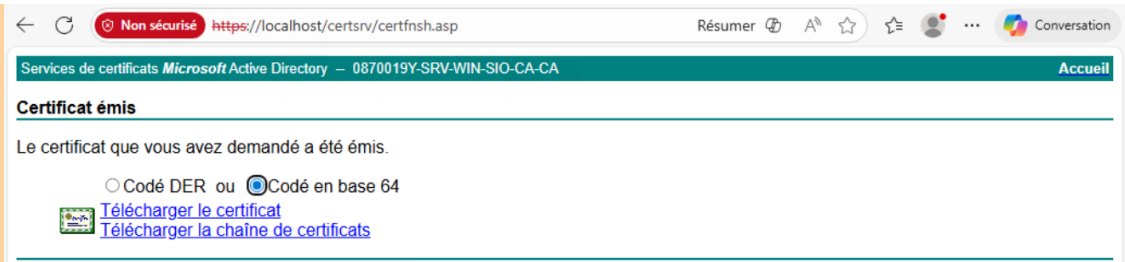 Non sécurisé https://localhost/certsrv/certfnsh.asp Résumer Conversation
Services de certificats Microsoft Active Directory -- 0870019Y-SRV-WIN-SIO-CA-CA Accueil
Certificat émis
Le certificat que vous avez demandé a été émis.
Codé DER ou Codé en base 64
Télécharger le certificat
Télécharger la chaîne de certificats